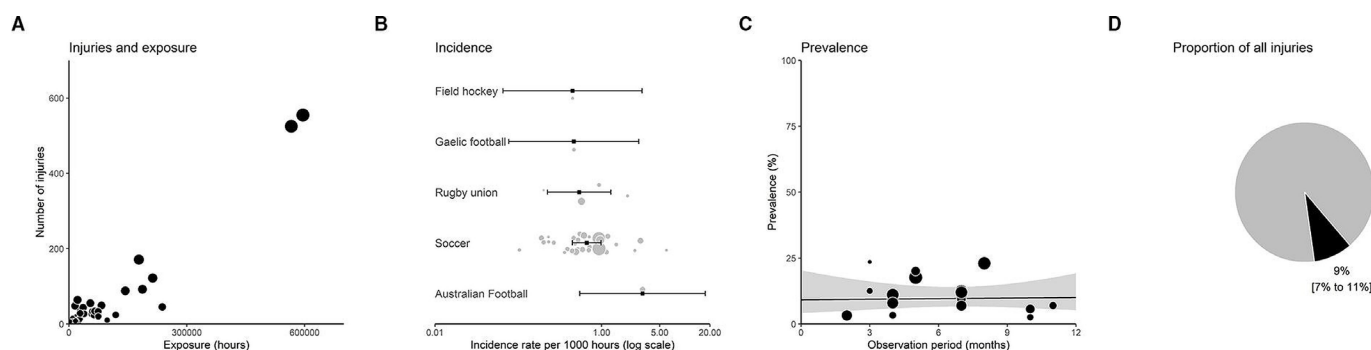 A
Injuries and exposure
Number of injuries
600
400
200
0
0
300000
600000
Exposure (hours)
B
Incidence
Field hockey
Gaelic football
Rugby union
Soccer
Australian Football
0.01
1.00
5.00
20.00
Incidence rate per 1000 hours (log scale)
C
Prevalence
Prevalence (%)
100
75
50
25
0
0
3
6
9
12
Observation period (months)
D
Proportion of all injuries
9%
[7% to 11%]